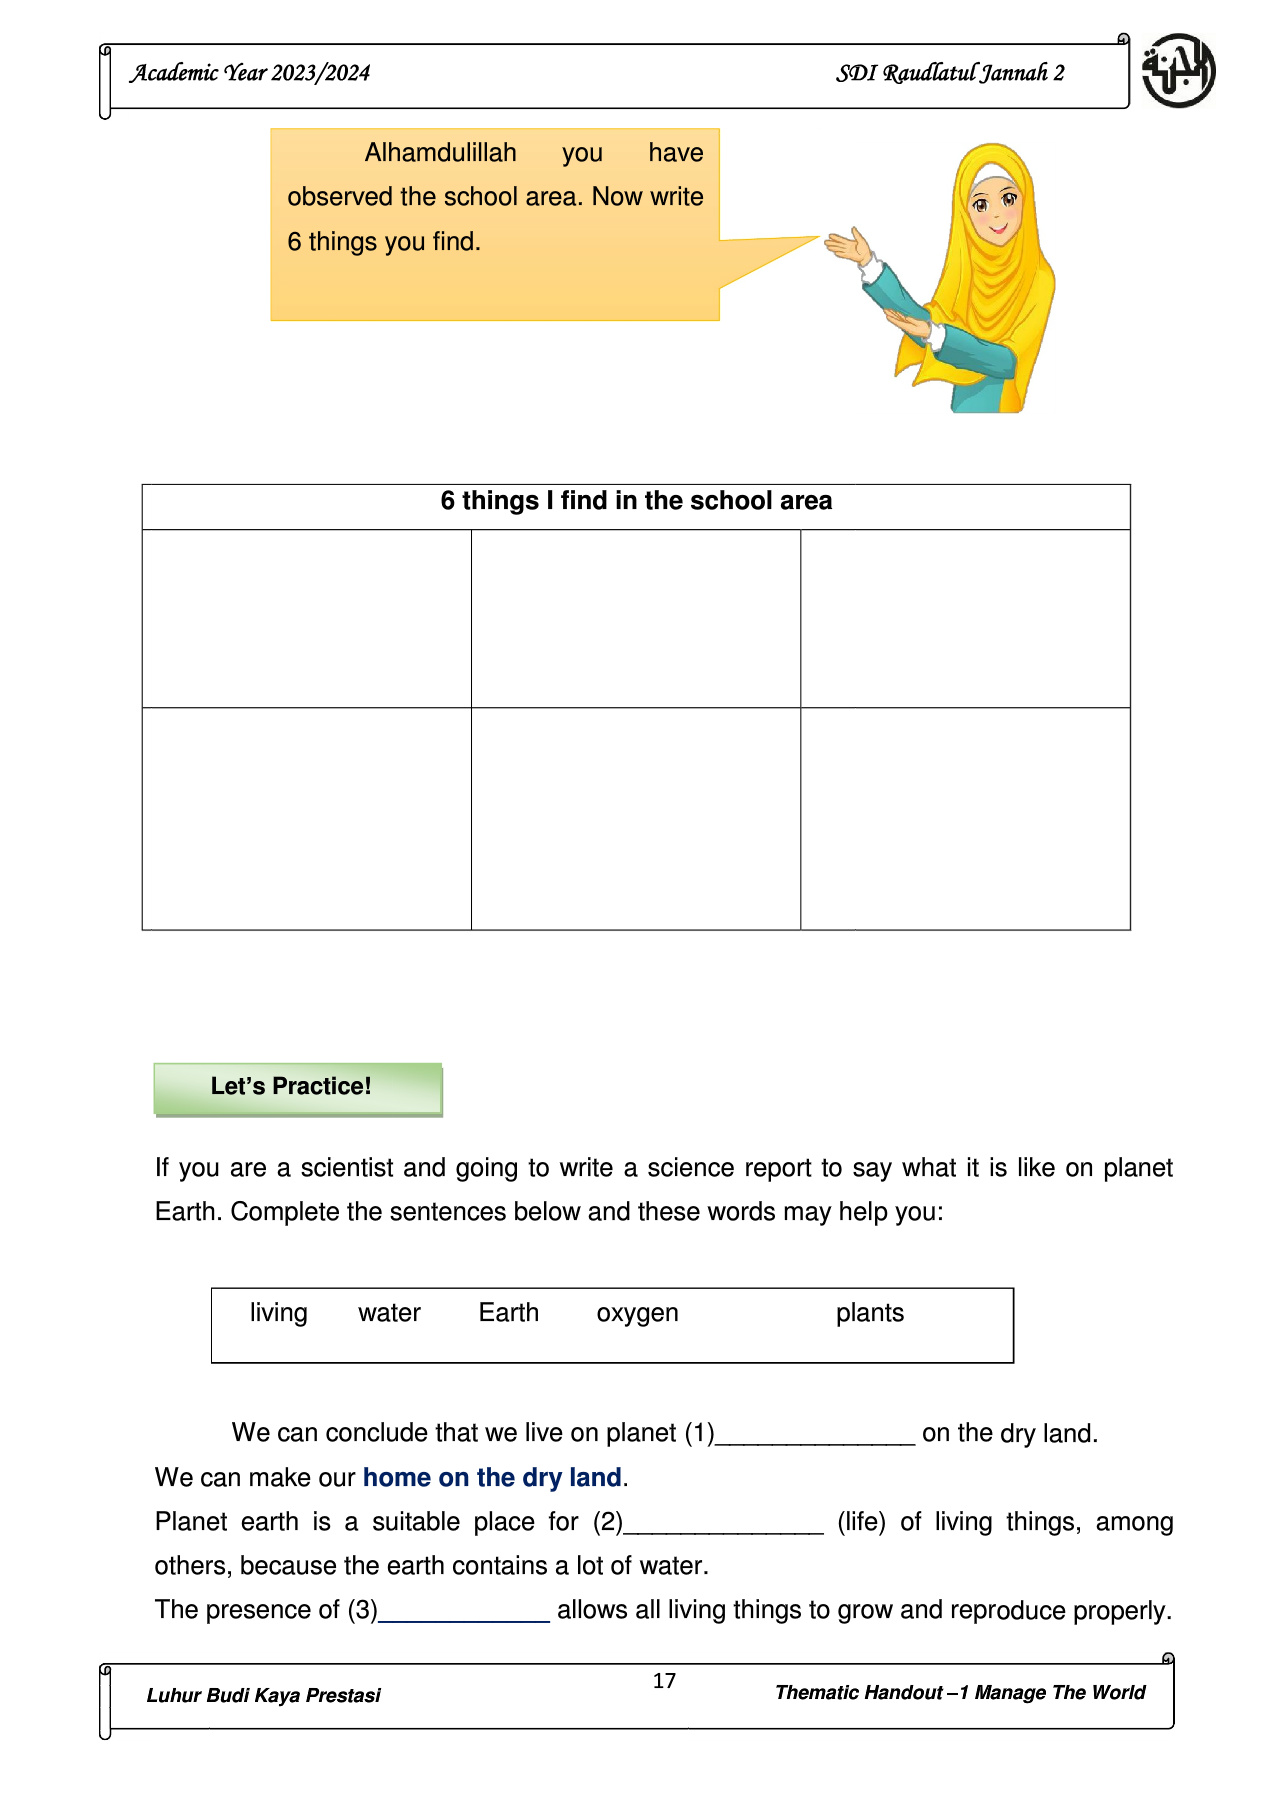 Academic Year 2023/2024 SDI Raudlatul Jannah 2
Alhamdulillah you have
observed the school area. Now write
6 things you find.
6 things I find in the school area
Let's Practice!
If you are a scientist and going to write a science report to say what it is like on planet
Earth. Complete the sentences below and these words may help you:
living water Earth oxygen plants
We can conclude that we live on planet (1)______________ on the dry land.
We can make our home on the dry land.
Planet earth is a suitable place for (2)______________ (life) of living things, among
others, because the earth contains a lot of water.
The presence of (3)____________ allows all living things to grow and reproduce properly.
17
Luhur Budi Kaya Prestasi Thematic Handout –1 Manage The World